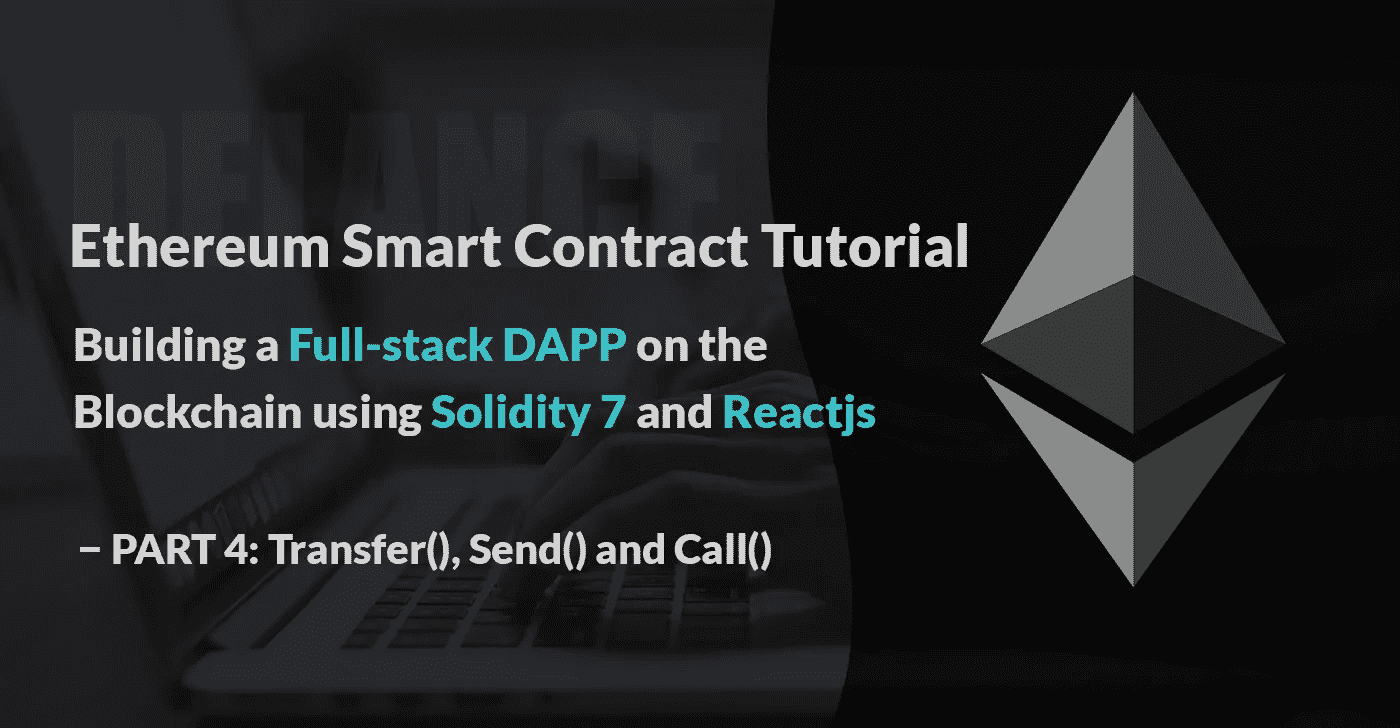 DELANCE
Ethereum Smart Contract Tutorial
Building a Full-stack DAPP on the
Blockchain using Solidity 7 and Reactjs
– PART 4: Transfer(), Send() and Call()